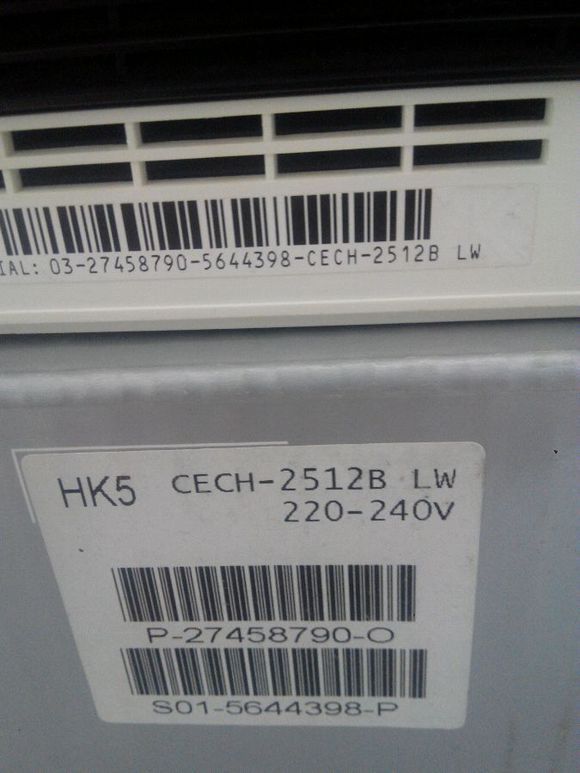 IAL: 03-27458790-5644398-CECH-2512B LW
HK5 CECH-2512B LW
220-240V
P-27458790-O
S01-5644398-P